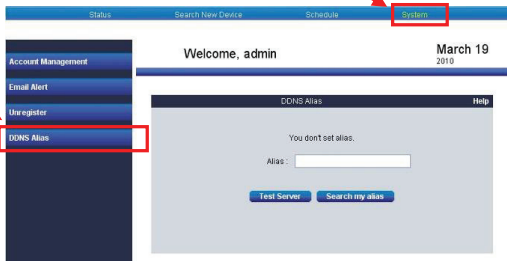 Status Search New Device Schedule System
Welcome, admin
March 19
2010
Account Management
Email Alert
Unregister
DDNS Alias
DDNS Alias Help
You don't set alias.
Alias :
Test Server Search my alias